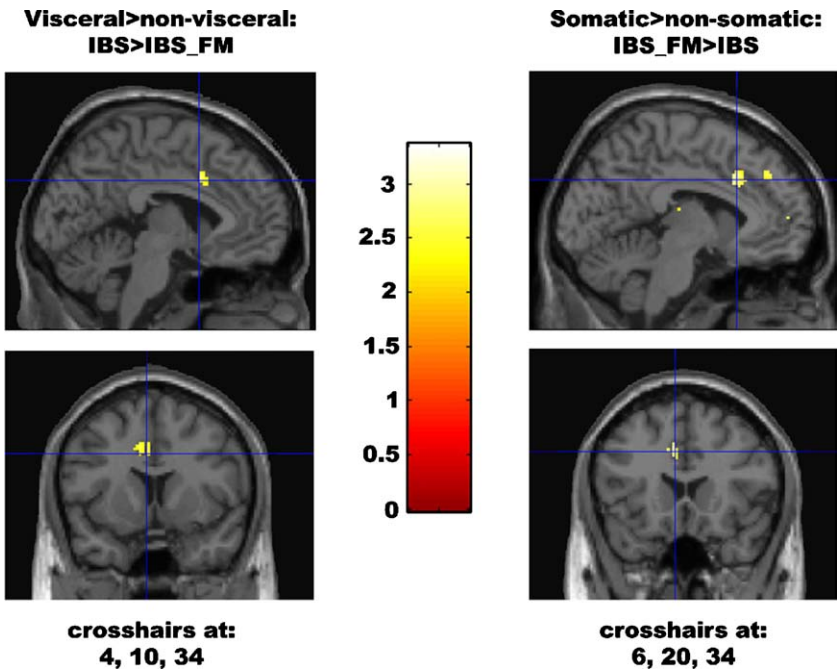 Visceral>non-visceral:
IBS>IBS_FM
Somatic>non-somatic:
IBS_FM>IBS
3
2.5
2
1.5
1
0.5
0
crosshairs at:
4, 10, 34
crosshairs at:
6, 20, 34